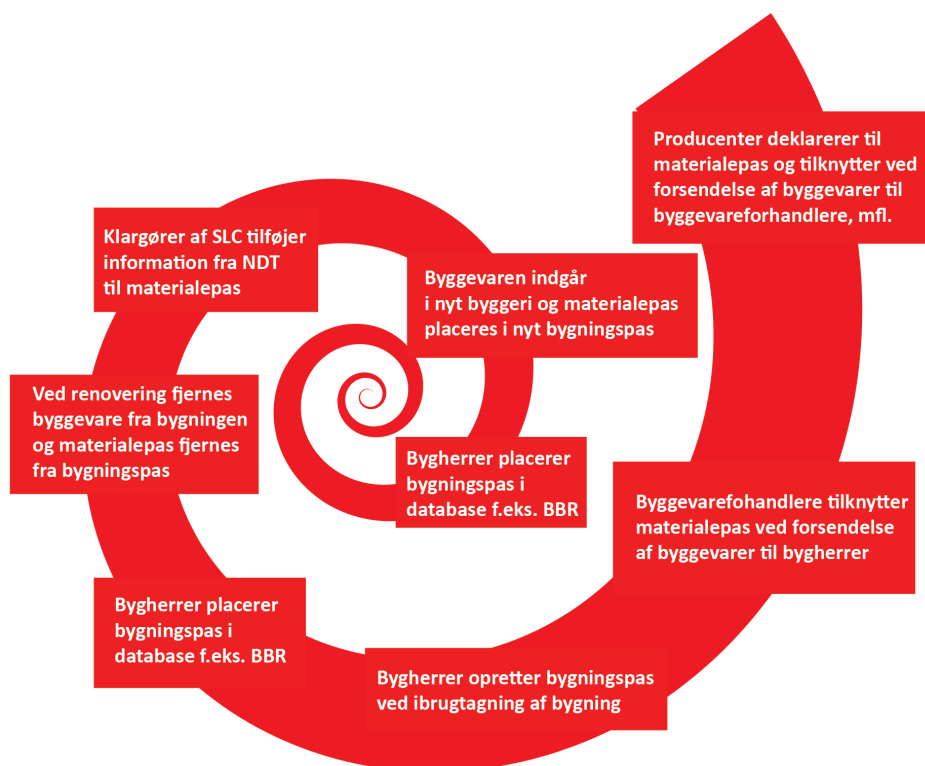 Producenter deklarerer til
materialepas og tilknytter ved
forsendelse af byggevarer til
byggevareforhandlere, mfl.
Byggevarefohandlere tilknytter
materialepas ved forsendelse
af byggevarer til bygherrer
Bygherrer opretter bygningspas
ved ibrugtagning af bygning
Bygherrer placerer
bygningspas i
database f.eks. BBR
Ved renovering fjernes
byggevare fra bygningen
og materialepas fjernes
fra bygningspas
Klargører af SLC tilføjer
information fra NDT
til materialepas
Byggevaren indgår
i nyt byggeri og materialepas
placeres i nyt bygningspas
Bygherrer placerer
bygningspas i
database f.eks. BBR